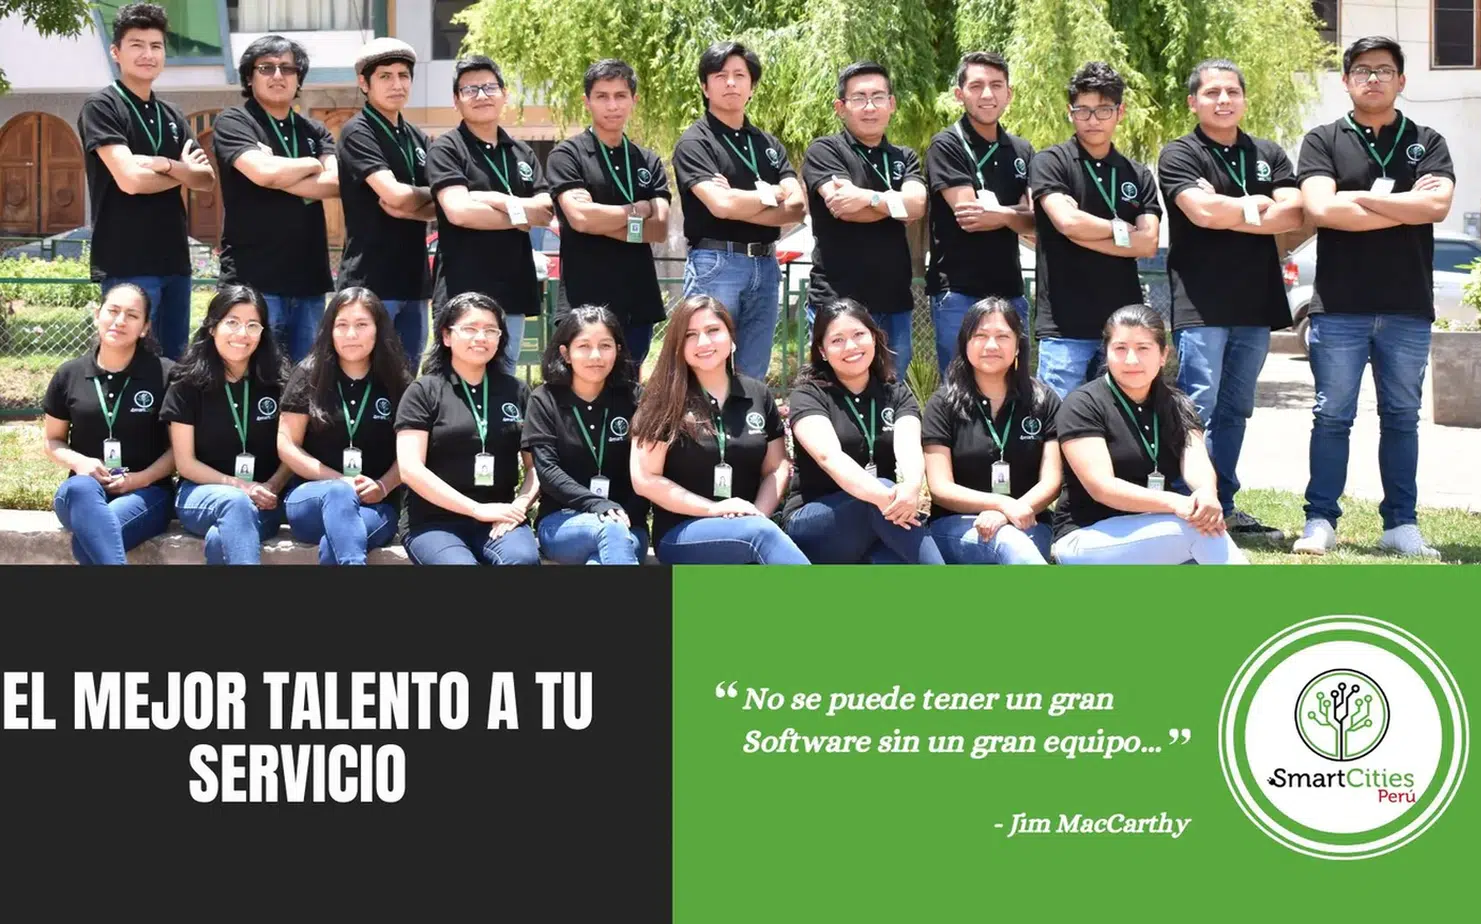 EL MEJOR TALENTO A TU
SERVICIO
“No se puede tener un gran
Software sin un gran equipo...”
- Jim MacCarthy
SmartCities
Perú